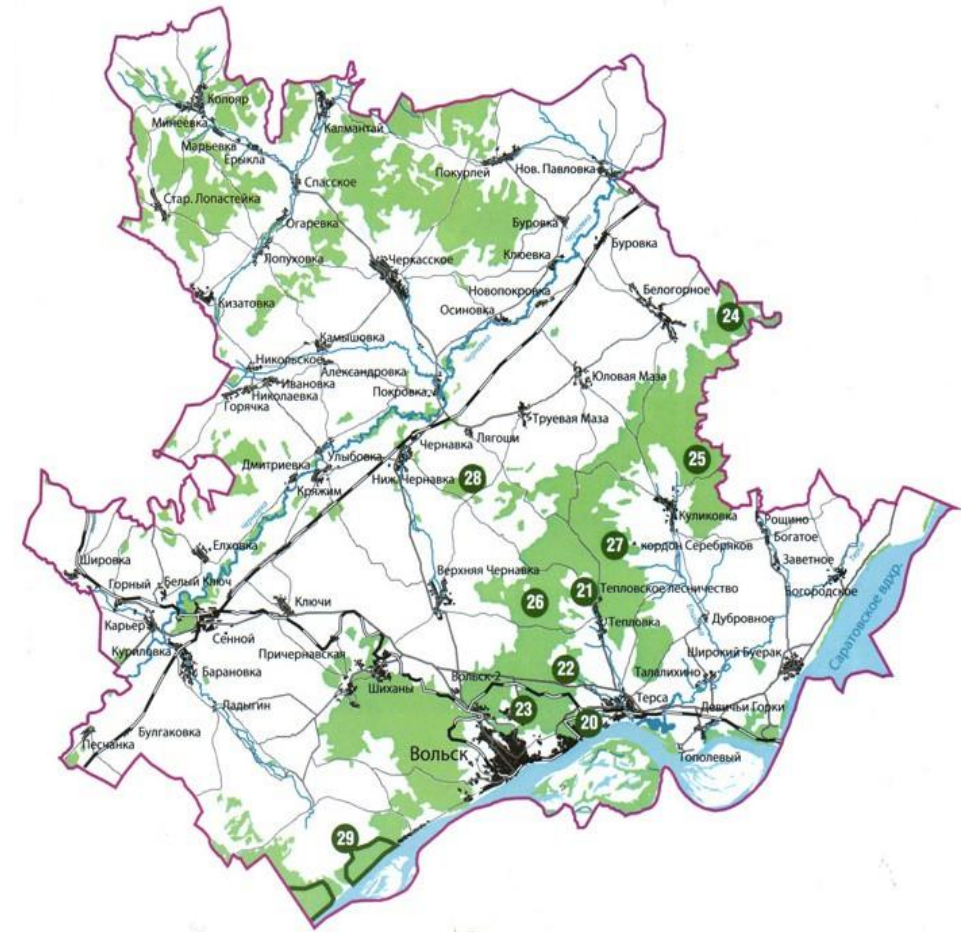 Колояр
Минеевка
Марьевкв
Ерыкла
Калмантай
Покурлей
Нов. Павловка
Спасское
Стар. Лопастейка
Огаревка
Буровка
Черневка
Буровка
Лопуховка
Черкасское
Клюевка
Новопокровка
Белогорное
Кизатовка
Осиновка
24
Камышовка
Черневка
Никольское
Александровка
Юловая Маза
Ивановка
Николаевка
Покровка
Горячка
Труевая Маза
Чернавка
Лягоши
Улыбовка
Дмитриевка
25
Ниж. Чернавка
28
Кряжим
Куликовка
Рощино
Богатое
27
кордон Серебряков
Елховка
Заветное
Шировка
Верхняя Чернавка
Горный
Белый Ключ
21
Тепловское лесничество
Богородское
Саратовское вдхр.
26
Ключи
Карьер
Дубровное
Тепловка
Сенной
Куриловка
Причернавская
Широкий Буерак
22
Барановка
Шиханы
Вольск-2
Талалихино
Терса
Девичьи Горки
Ладыгин
23
20
Булгаковка
Песчанка
Вольск
Тополевый
29